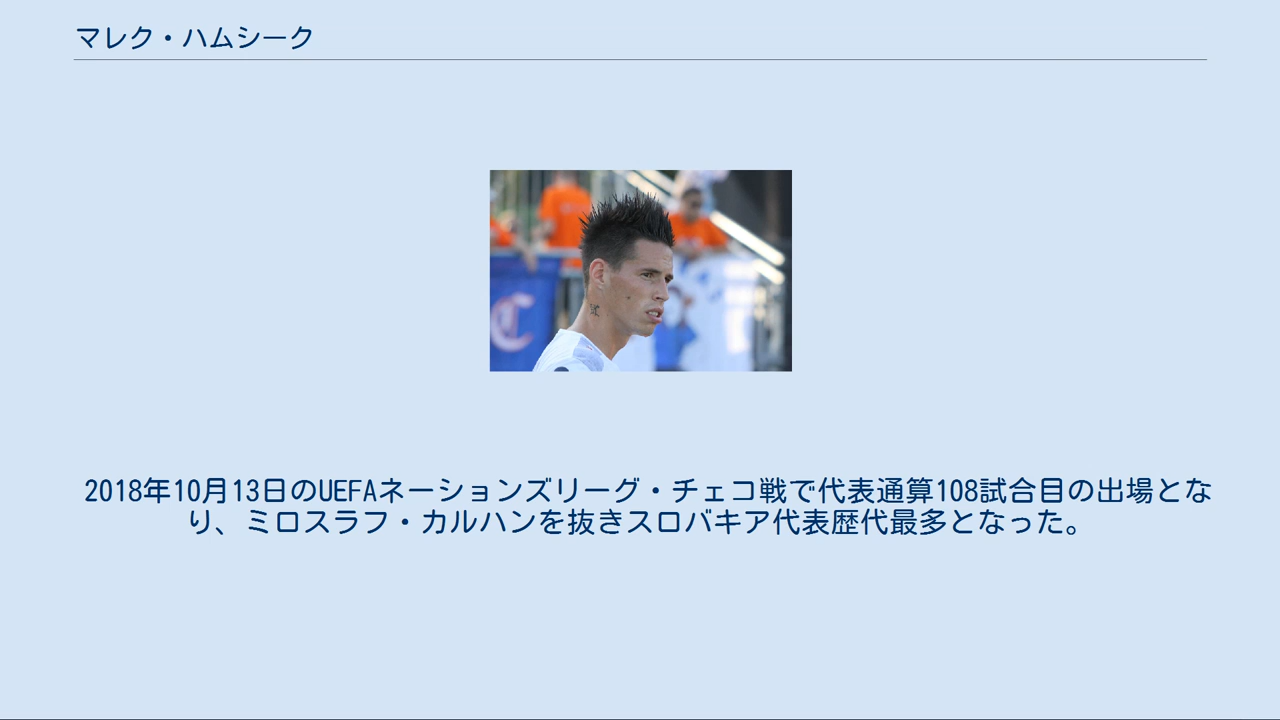 マレク・ハムシーク
C
2018年10月13日のUEFAネーションズリーグ・チェコ戦で代表通算108試合目の出場とな
り、ミロスラフ・カルハンを抜きスロバキア代表歴代最多となった。